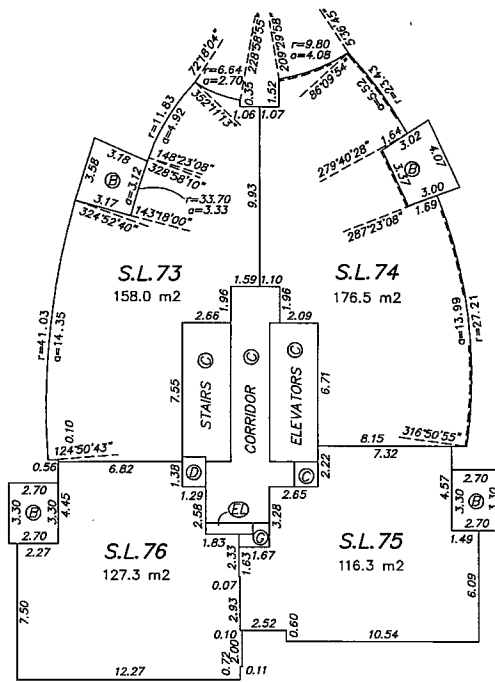 72°18'04"
r=6.64
a=2.70
228°58'55"
209°29'58"
r=9.80
a=4.08
5°36'45"
0.35
1.52
86°09'54"
262°11'13"
1.06
1.07
r=11.83
a=4.92
r=23.43
a=5.52
3.58
3.18
B
148°23'08"
328°58'10"
a=3.12
r=33.70
a=3.33
3.17
143°18'00"
324°52'40"
279°40'28"
1.64
3.02
4.07
B
3.37
3.00
287°23'08"
1.69
9.93
S.L.73
158.0 m2
S.L.74
176.5 m2
1.59
1.10
1.96
1.96
2.66
2.09
r=41.03
a=14.35
a=13.99
r=27.21
7.55
STAIRS C
CORRIDOR C
ELEVATORS C
6.71
0.10
124°50'43"
316°50'55"
0.56
6.82
8.15
7.32
1.38
D
C
2.22
1.29
2.65
2.70
3.30
B
3.30
2.70
4.45
4.57
2.70
3.30
B
3.30
2.70
2.58
EL
3.28
2.27
1.83
G
1.49
2.33
1.63
1.67
S.L.76
127.3 m2
S.L.75
116.3 m2
7.50
0.07
2.93
6.09
2.52
0.60
0.10
2.00
10.54
0.72
12.27
0.11